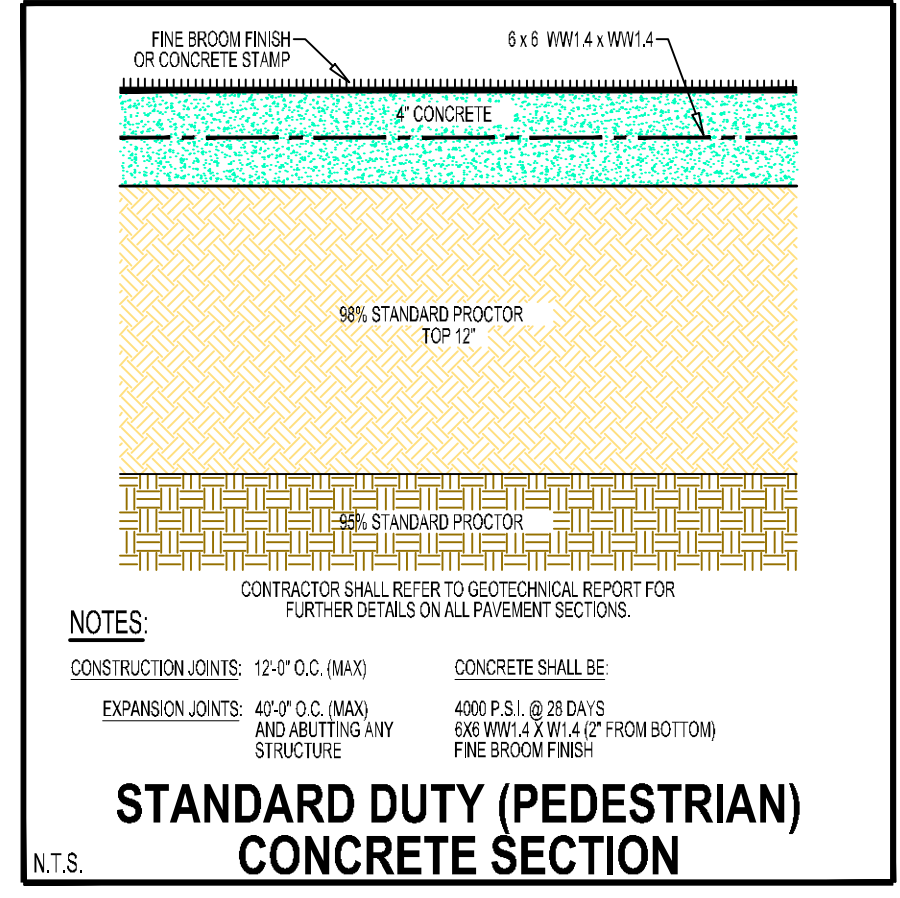 FINE BROOM FINISH
OR CONCRETE STAMP
6 x 6 WW1.4 x WW1.4
4" CONCRETE
98% STANDARD PROCTOR
TOP 12"
95% STANDARD PROCTOR
CONTRACTOR SHALL REFER TO GEOTECHNICAL REPORT FOR
FURTHER DETAILS ON ALL PAVEMENT SECTIONS.
NOTES:
CONSTRUCTION JOINTS: 12'-0" O.C. (MAX)
EXPANSION JOINTS: 40'-0" O.C. (MAX)
AND ABUTTING ANY
STRUCTURE
CONCRETE SHALL BE:
4000 P.S.I. @ 28 DAYS
6X6 WW1.4 X W1.4 (2" FROM BOTTOM)
FINE BROOM FINISH
STANDARD DUTY (PEDESTRIAN)
CONCRETE SECTION
N.T.S.